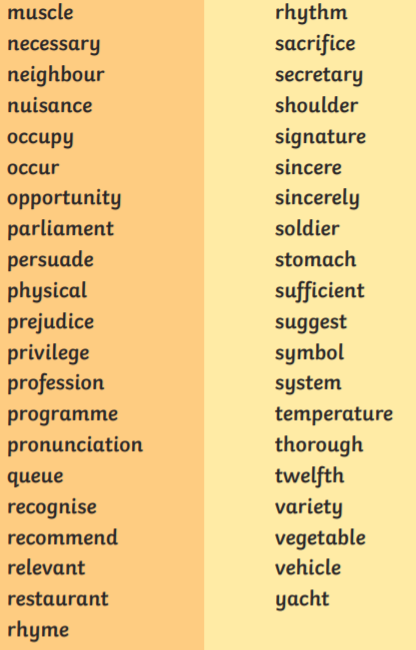 muscle
necessary
neighbour
nuisance
occupy
occur
opportunity
parliament
persuade
physical
prejudice
privilege
profession
programme
pronunciation
queue
recognise
recommend
relevant
restaurant
rhyme
rhythm
sacrifice
secretary
shoulder
signature
sincere
sincerely
soldier
stomach
sufficient
suggest
symbol
system
temperature
thorough
twelfth
variety
vegetable
vehicle
yacht